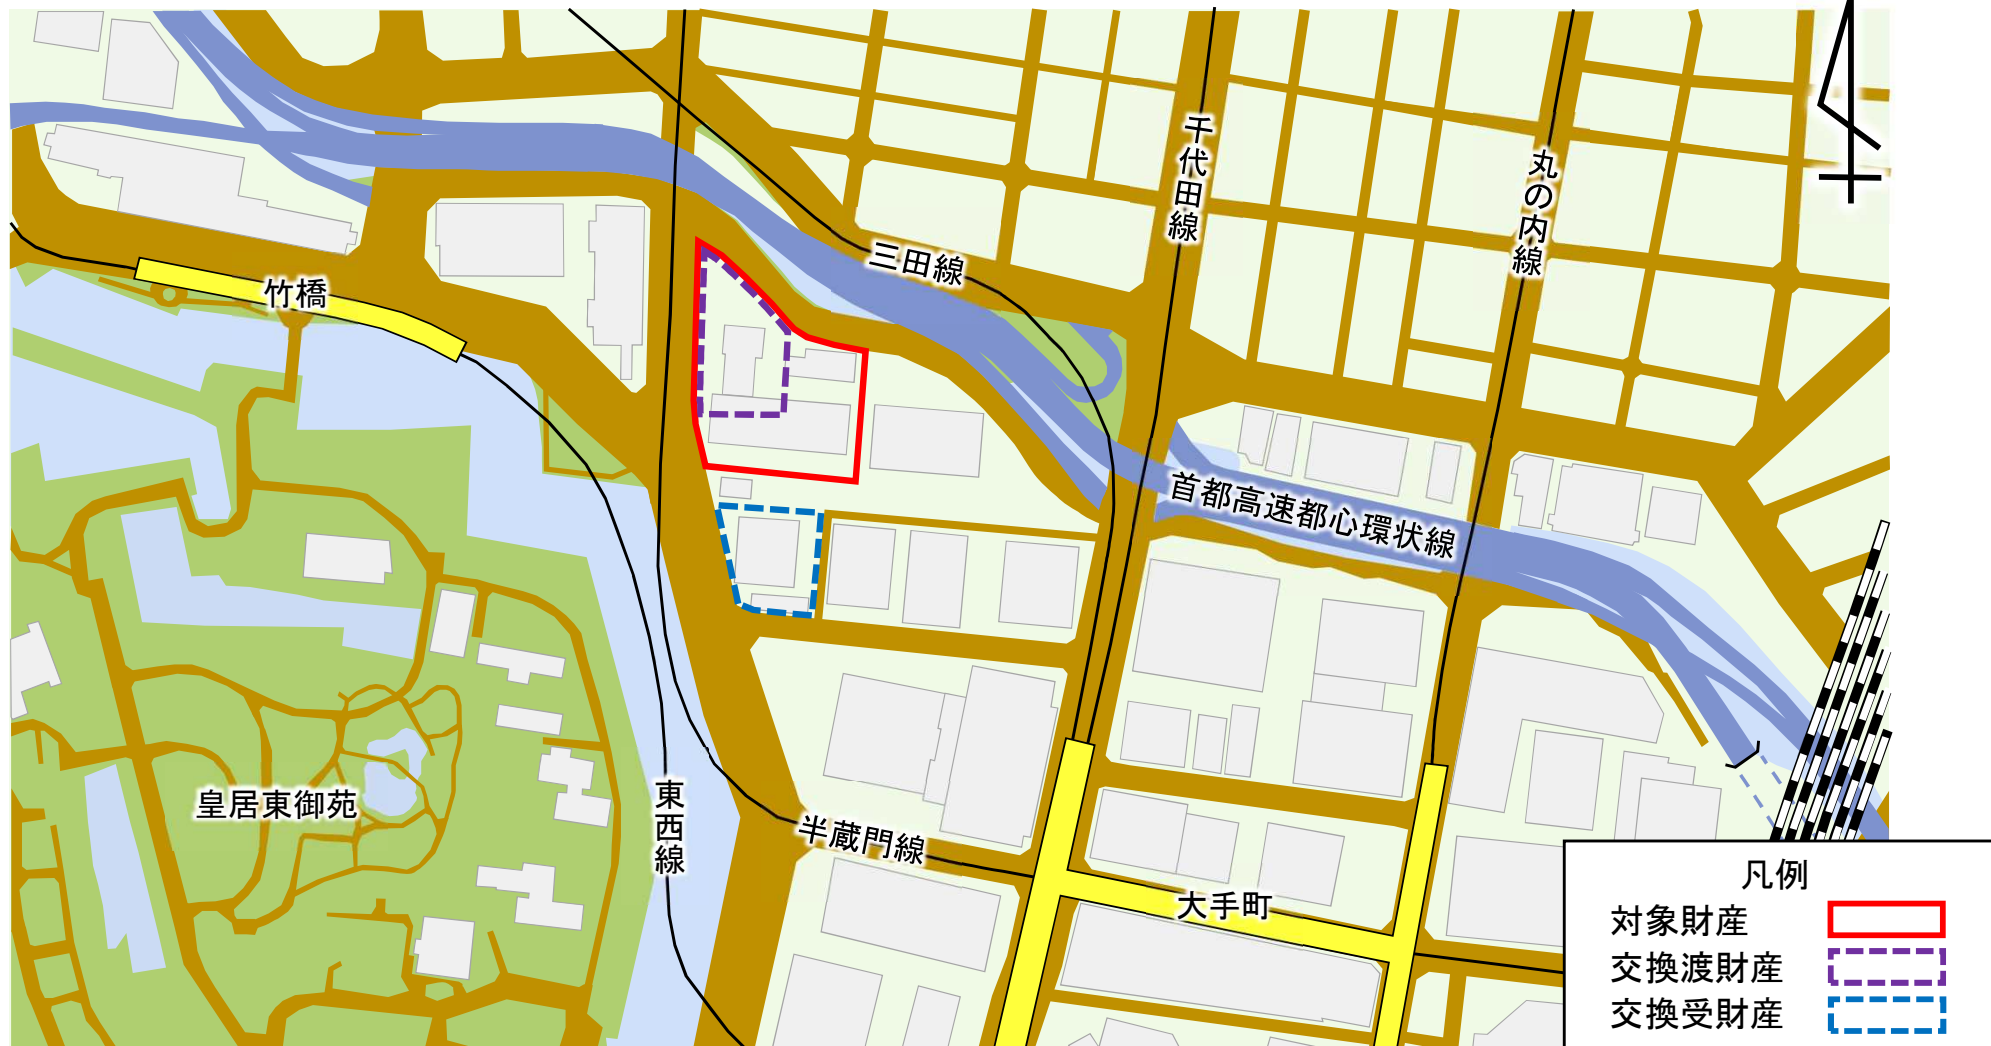 千代田線
丸の内線
三田線
竹橋
首都高速都心環状線
皇居東御苑
東西線
半蔵門線
大手町
凡例
対象財産
交換渡財産
交換受財産